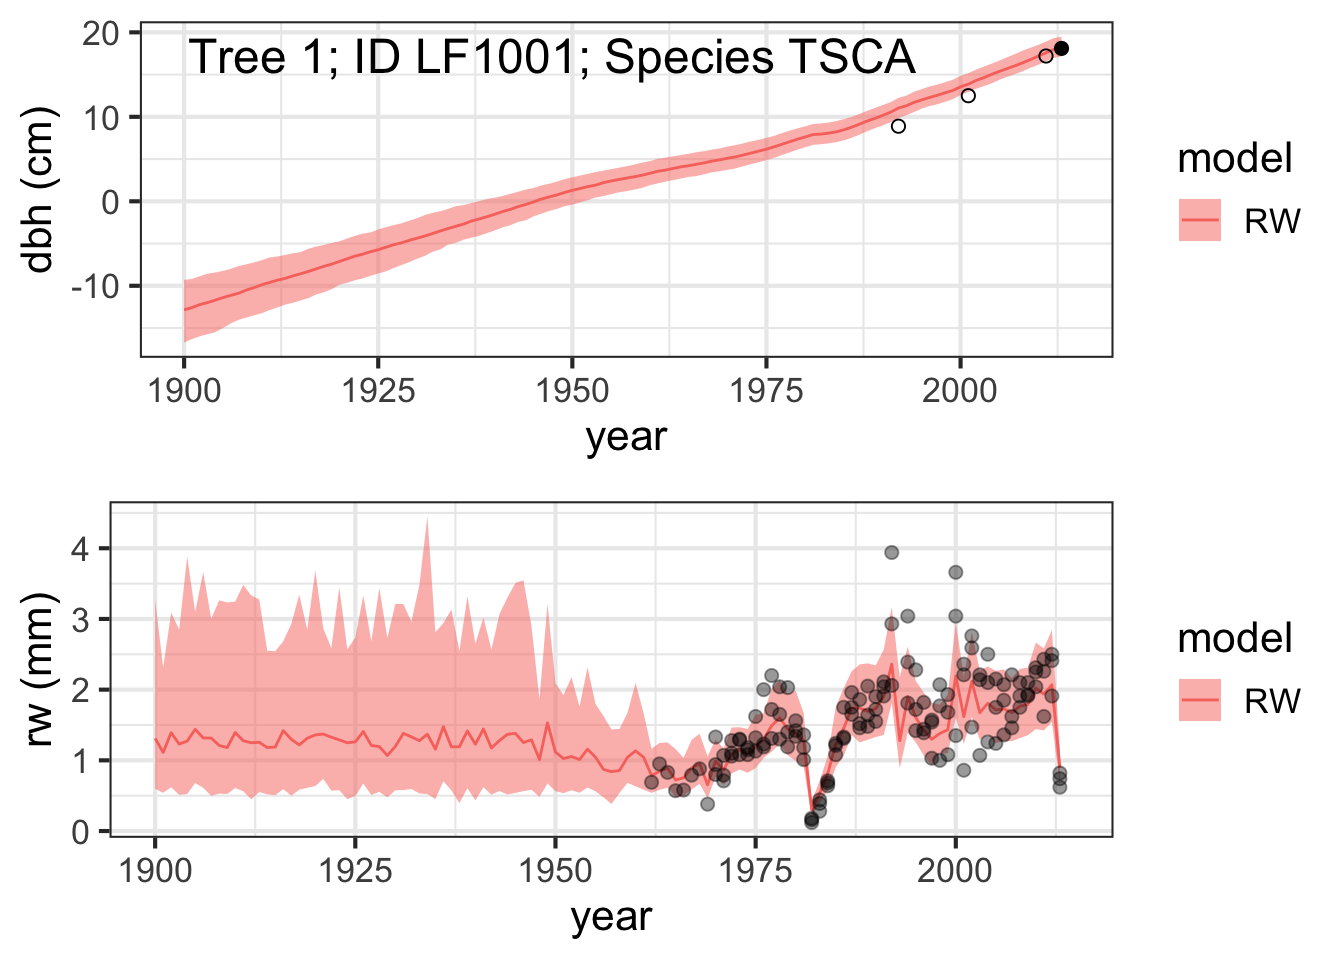 Tree 1; ID LF1001; Species TSCA
20
10
0
-10
dbh (cm)
1900 1925 1950 1975 2000
year
model
RW
4
3
2
1
0
rw (mm)
1900 1925 1950 1975 2000
year
model
RW